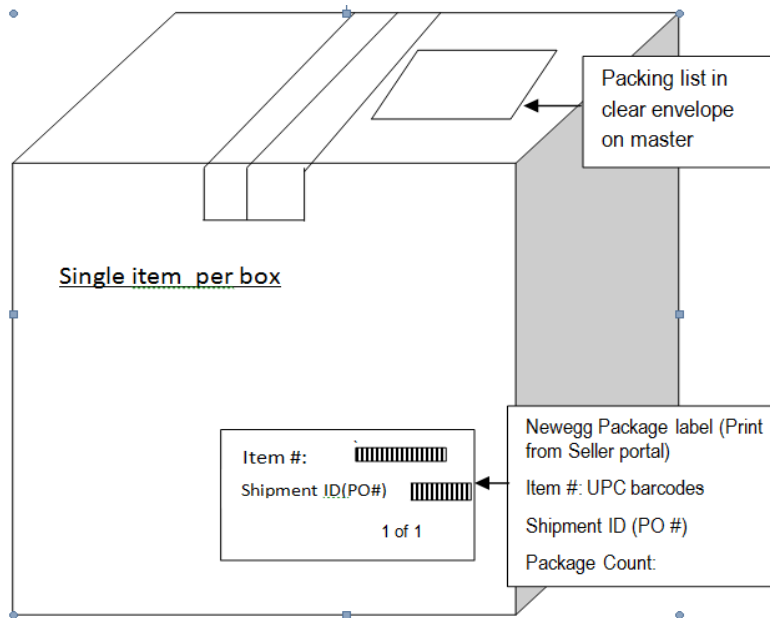 Packing list in
clear envelope
on master
Single item per box
Item #:
Shipment ID(PO#)
1 of 1
Newegg Package label (Print
from Seller portal)
Item #: UPC barcodes
Shipment ID (PO #)
Package Count: